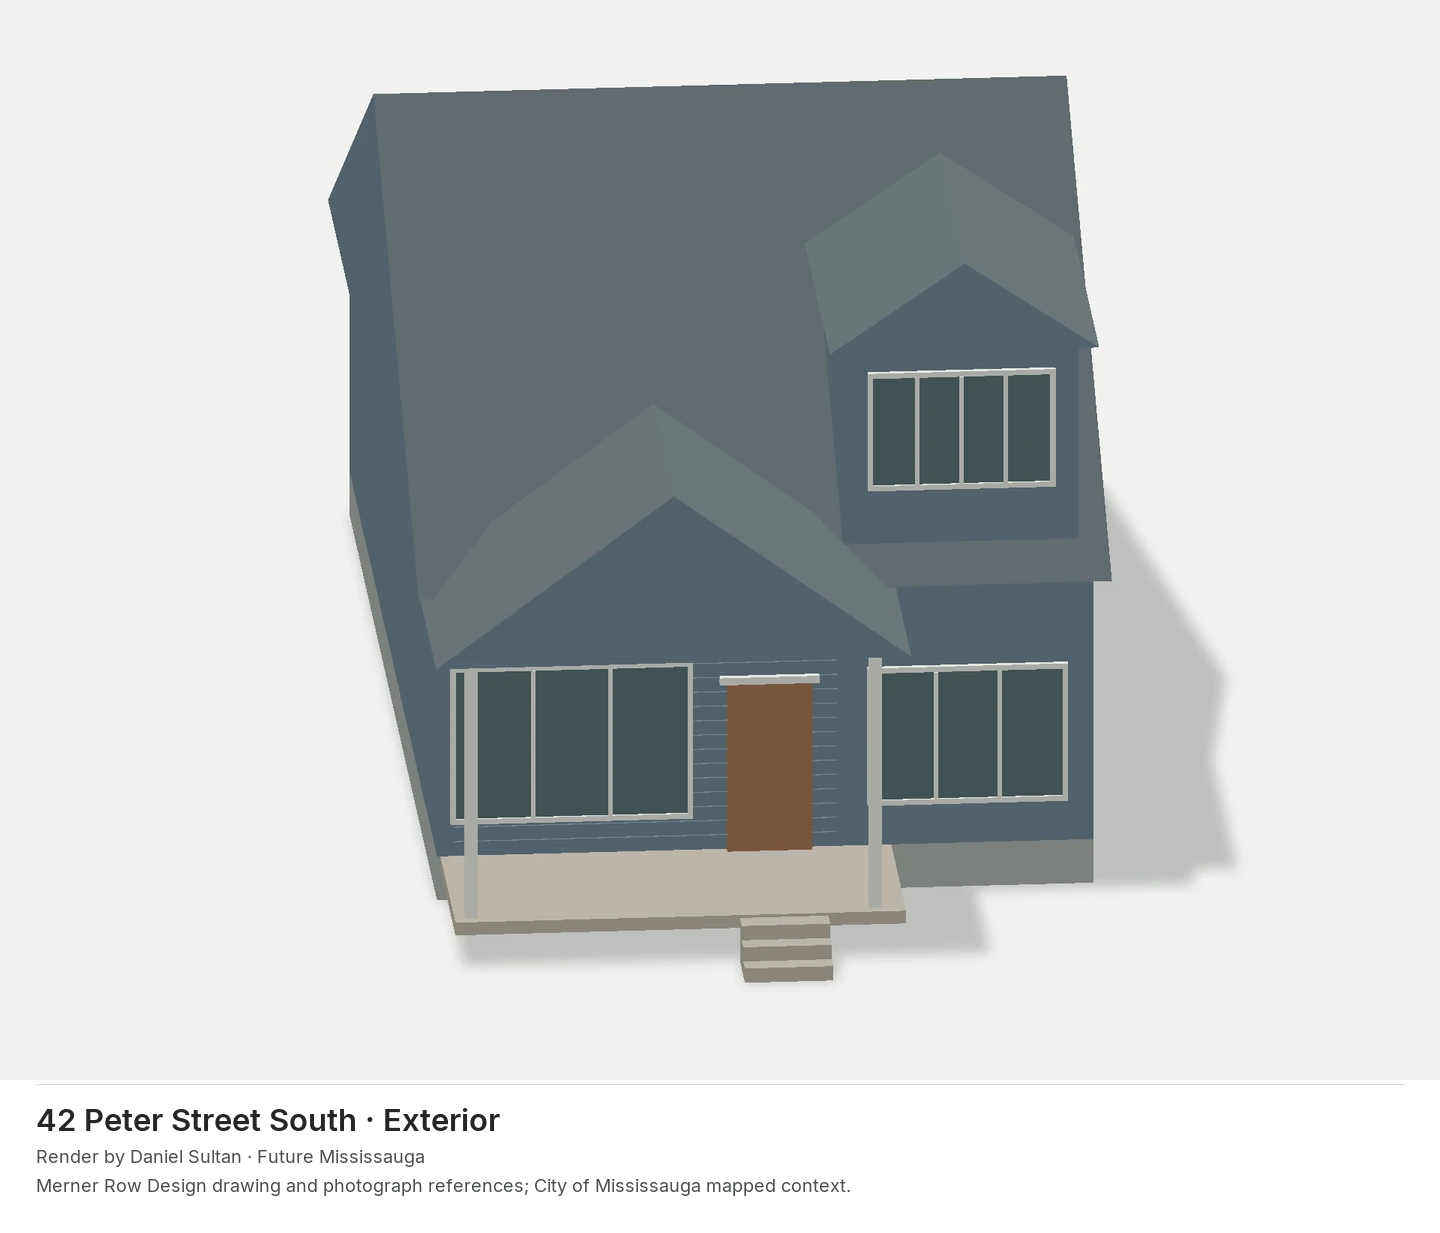 42 Peter Street South · Exterior
Render by Daniel Sultan · Future Mississauga
Merner Row Design drawing and photograph references; City of Mississauga mapped context.